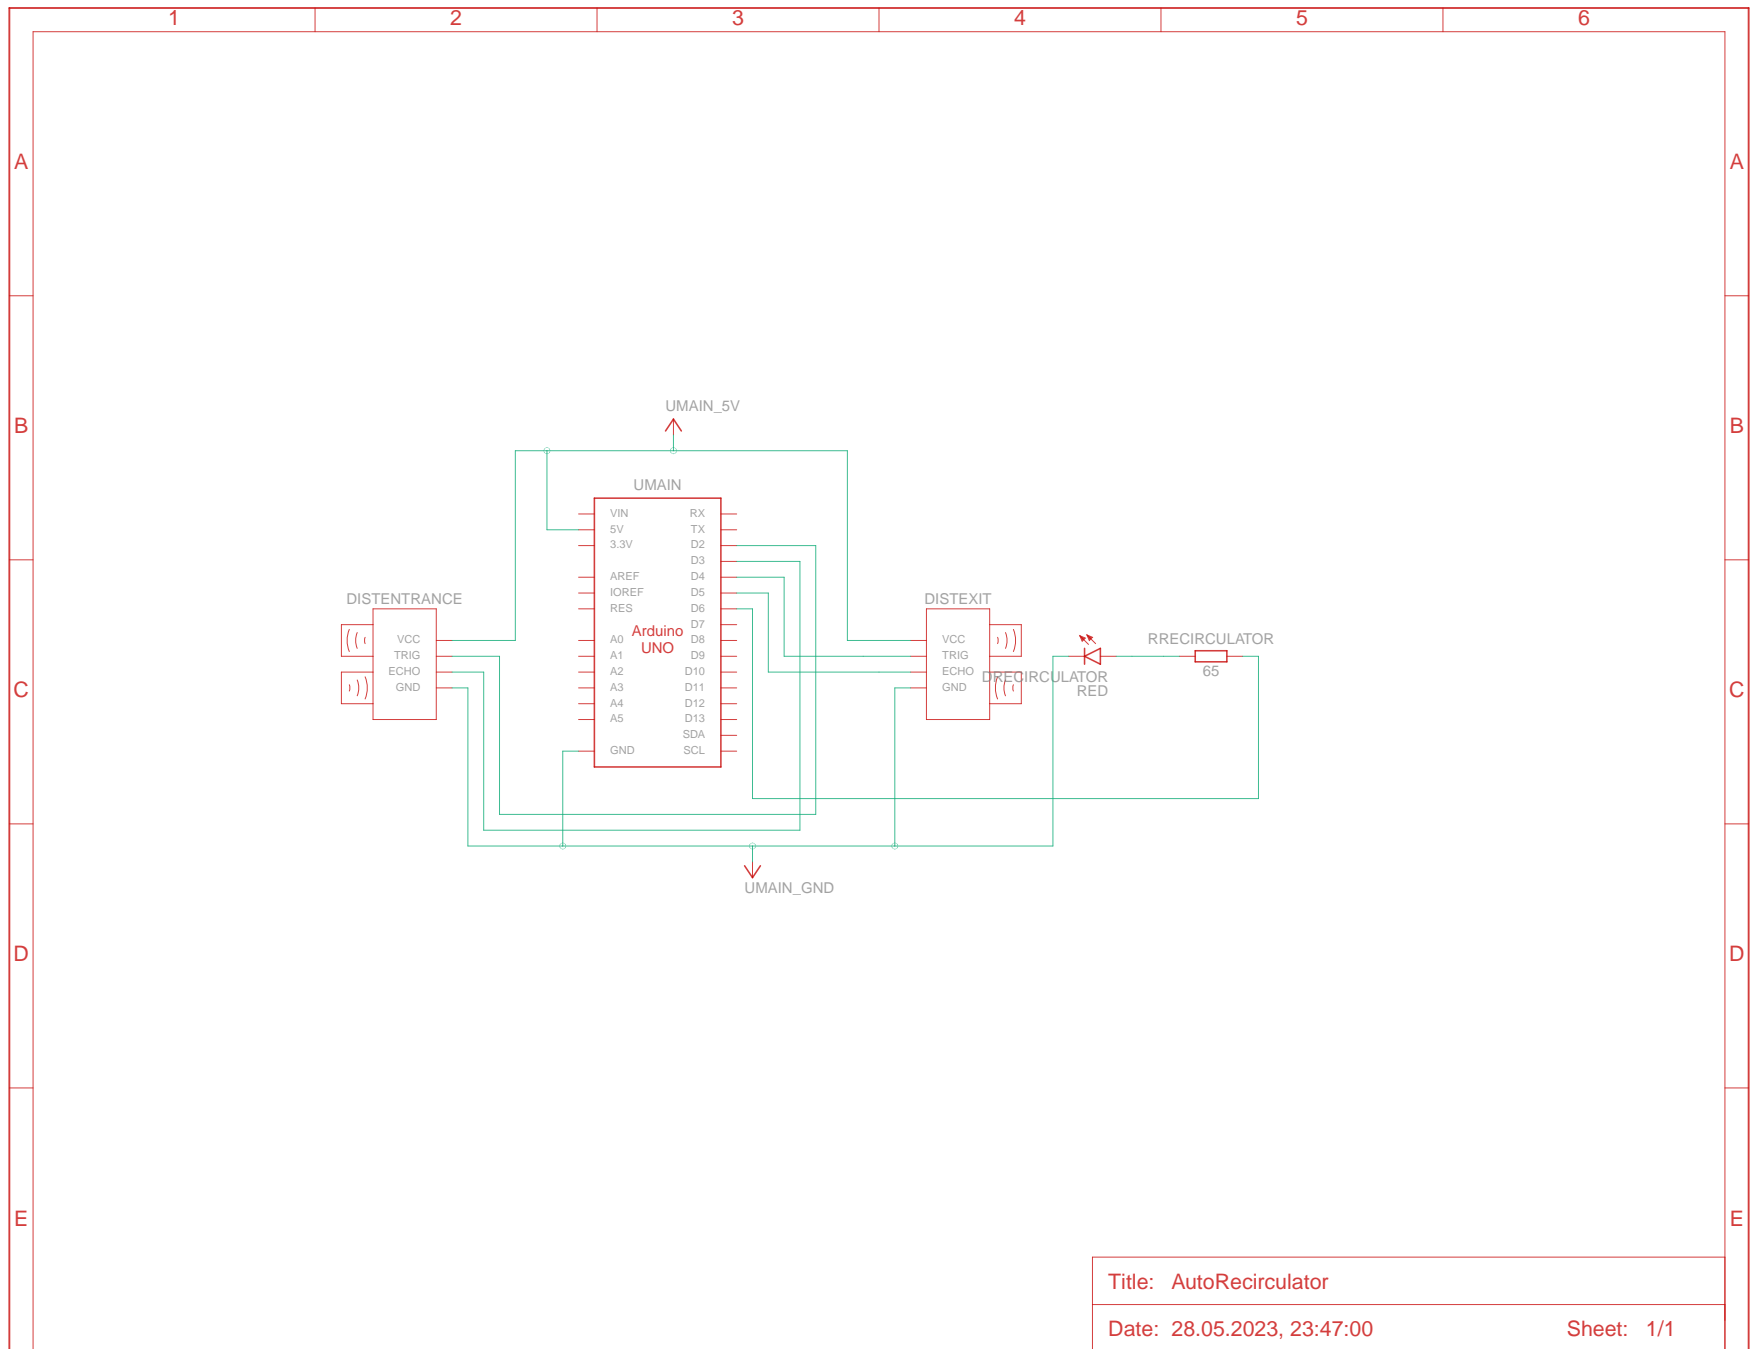 1 2 3 4 5 6
A A
UMAIN_5V
B B
UMAIN
VIN RX
5V TX
3.3V D2
D3
AREF D4
IOREF D5
RES D6
D7
A0 D8
A1 D9
A2 D10
A3 D11
A4 D12
A5 D13
SDA
GND SCL
Arduino
UNO
DISTENTRANCE
VCC
TRIG
ECHO
GND
DISTEXIT
VCC
TRIG
ECHO
GND
DRECIRCULATOR
RED
RRECIRCULATOR
65
C C
UMAIN_GND
D D
E E
Title: AutoRecirculator
Date: 28.05.2023, 23:47:00 Sheet: 1/1